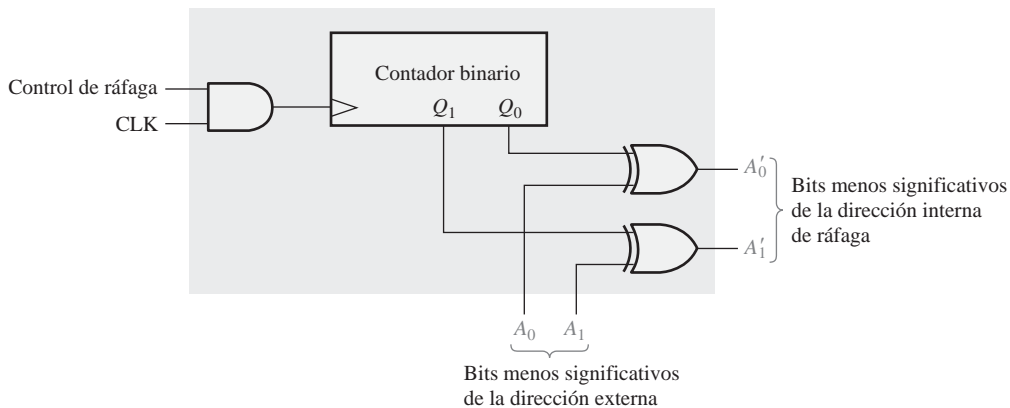 Control de ráfaga
CLK
Contador binario
Q1 Q0
A′0
A′1
Bits menos significativos
de la dirección interna
de ráfaga
A0 A1
Bits menos significativos
de la dirección externa